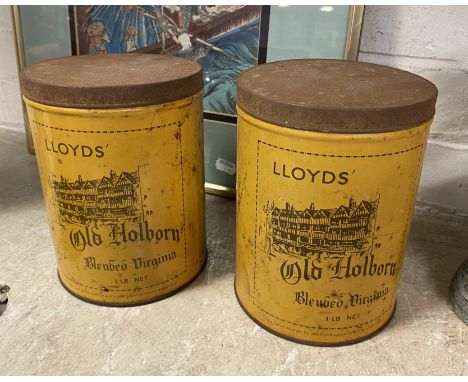 LLOYDS'
Old Holborn
Blended Virginia
1 LB NET
LLOYDS'
Old Holborn
Blended Virginia
1 LB NET